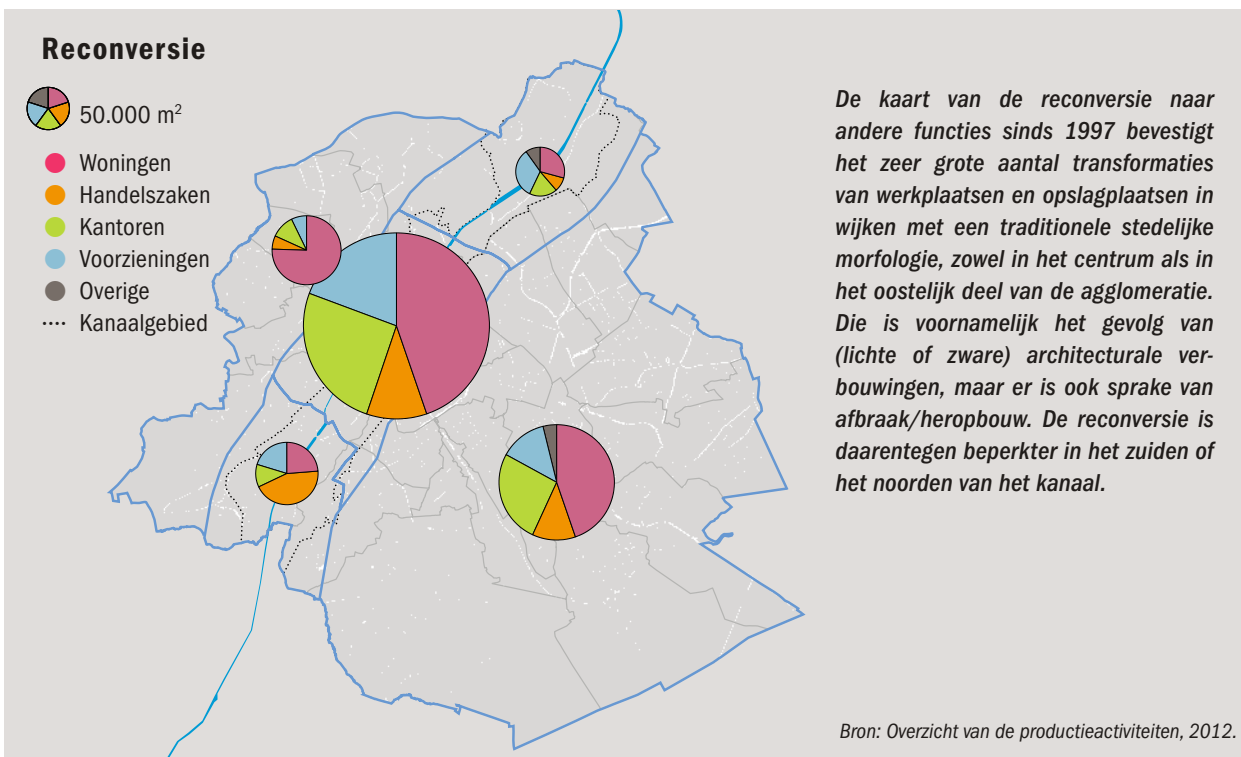 Reconversie
50.000 m²
Woningen
Handelszaken
Kantoren
Voorzieningen
Overige
Kanaalgebied
De kaart van de reconversie naar
andere functies sinds 1997 bevestigt
het zeer grote aantal transformaties
van werkplaatsen en opslagplaatsen in
wijken met een traditionele stedelijke
morfologie, zowel in het centrum als in
het oostelijk deel van de agglomeratie.
Die is voornamelijk het gevolg van
(lichte of zware) architecturale ver-
bouwingen, maar er is ook sprake van
afbraak/heropbouw. De reconversie is
daarentegen beperkter in het zuiden of
het noorden van het kanaal.
Bron: Overzicht van de productieactiviteiten, 2012.